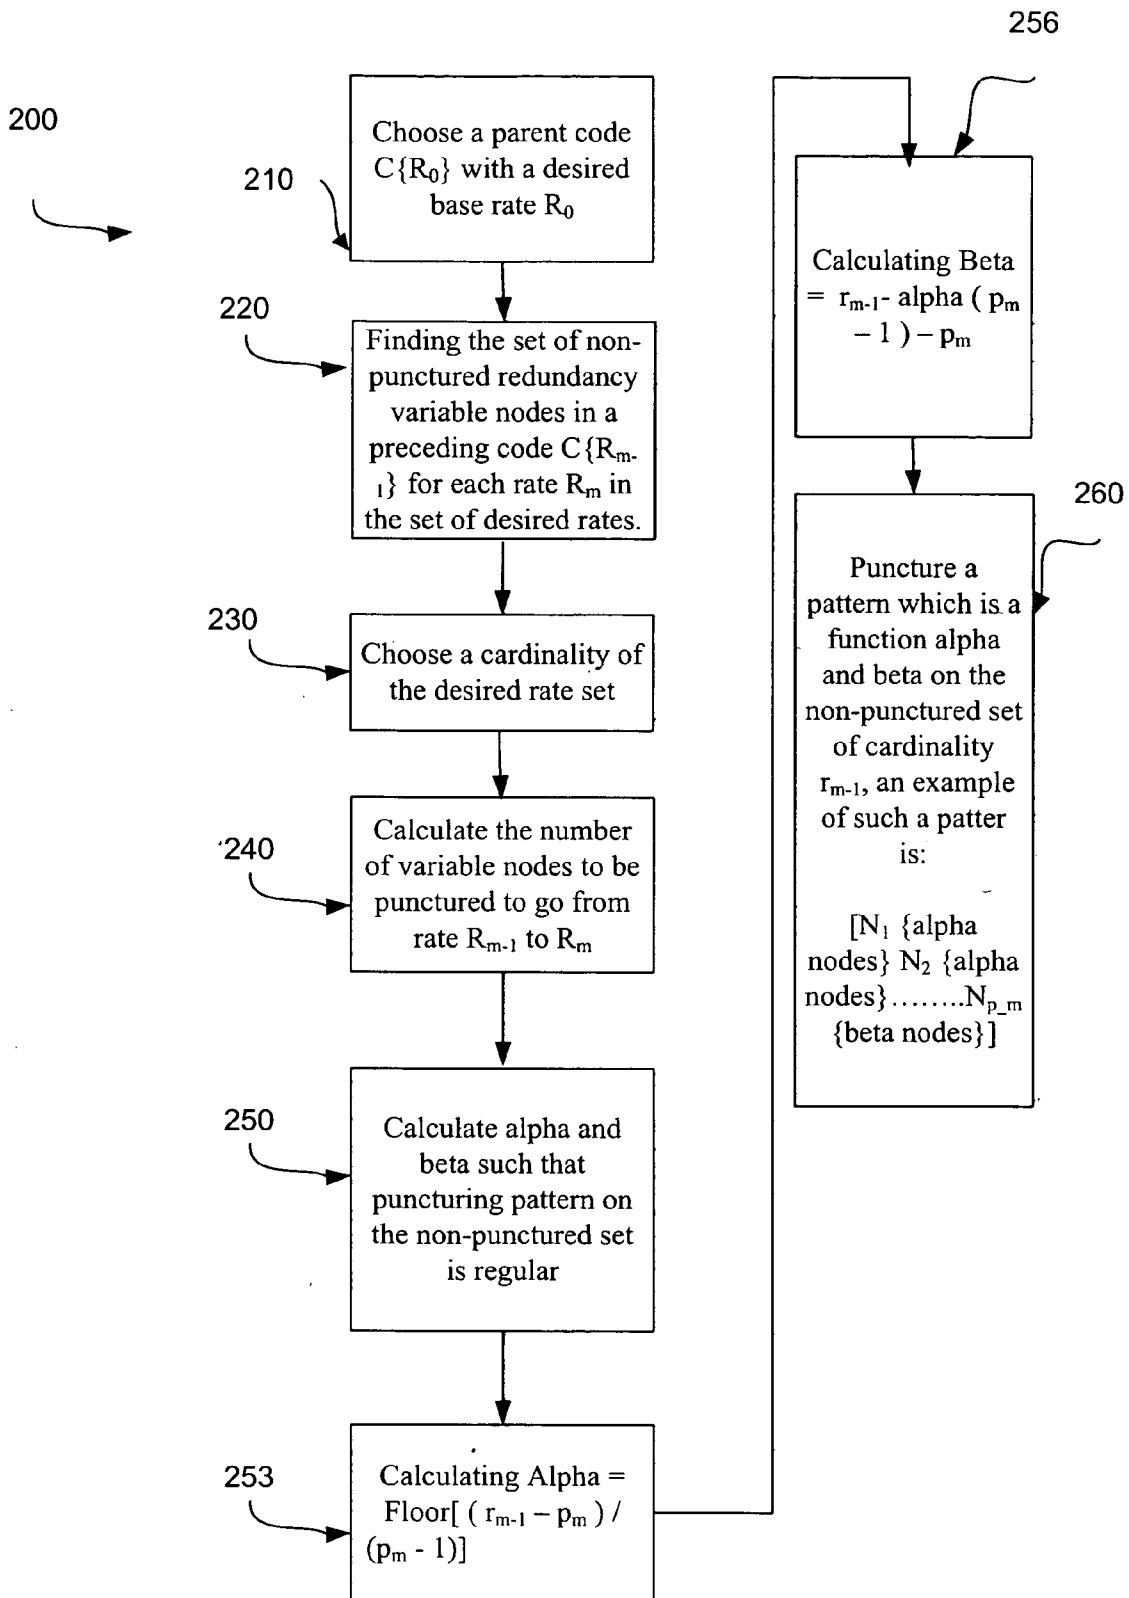 200
210
Choose a parent code
C{R₀} with a desired
base rate R₀
220
Finding the set of non-
punctured redundancy
variable nodes in a
preceding code C{Rₘ₋
₁} for each rate Rₘ in
the set of desired rates.
230
Choose a cardinality of
the desired rate set
240
Calculate the number
of variable nodes to be
punctured to go from
rate Rₘ₋₁ to Rₘ
250
Calculate alpha and
beta such that
puncturing pattern on
the non-punctured set
is regular
253
Calculating Alpha =
Floor[ ( rₘ₋₁ – pₘ ) /
(pₘ - 1)]
256
Calculating Beta
= rₘ₋₁- alpha ( pₘ
– 1 ) – pₘ
260
Puncture a
pattern which is a
function alpha
and beta on the
non-punctured set
of cardinality
rₘ₋₁, an example
of such a patter
is:
[N₁ {alpha
nodes} N₂ {alpha
nodes}........Nₚ_ₘ
{beta nodes}]